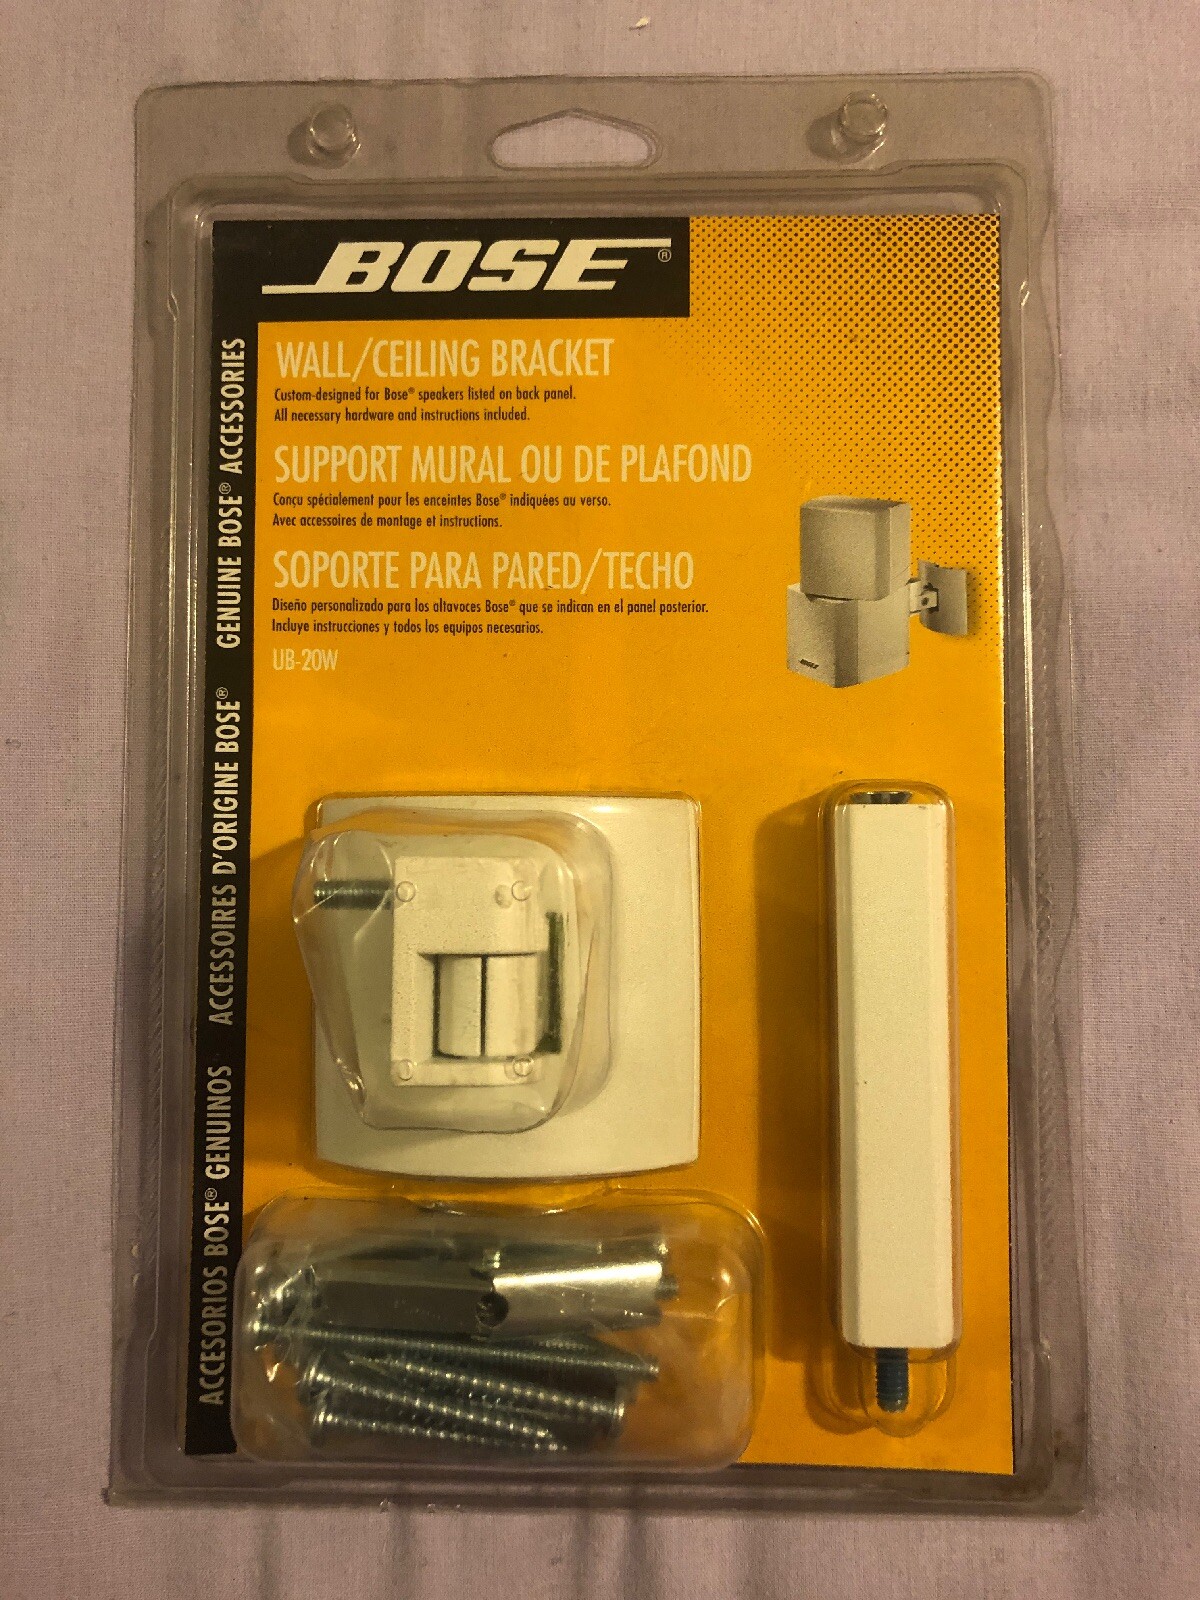 BOSE®
WALL/CEILING BRACKET
Custom-designed for Bose® speakers listed on back panel.
All necessary hardware and instructions included.
SUPPORT MURAL OU DE PLAFOND
Conçu spécialement pour les enceintes Bose® indiquées au verso.
Avec accessoires de montage et instructions.
SOPORTE PARA PARED/TECHO
Diseño personalizado para los altavoces Bose® que se indican en el panel posterior.
Incluye instrucciones y todos los equipos necesarios.
UB-20W
BOSE
ACCESORIOS BOSE® GENUINOS
ACCESSOIRES D'ORIGINE BOSE®
GENUINE BOSE® ACCESSORIES